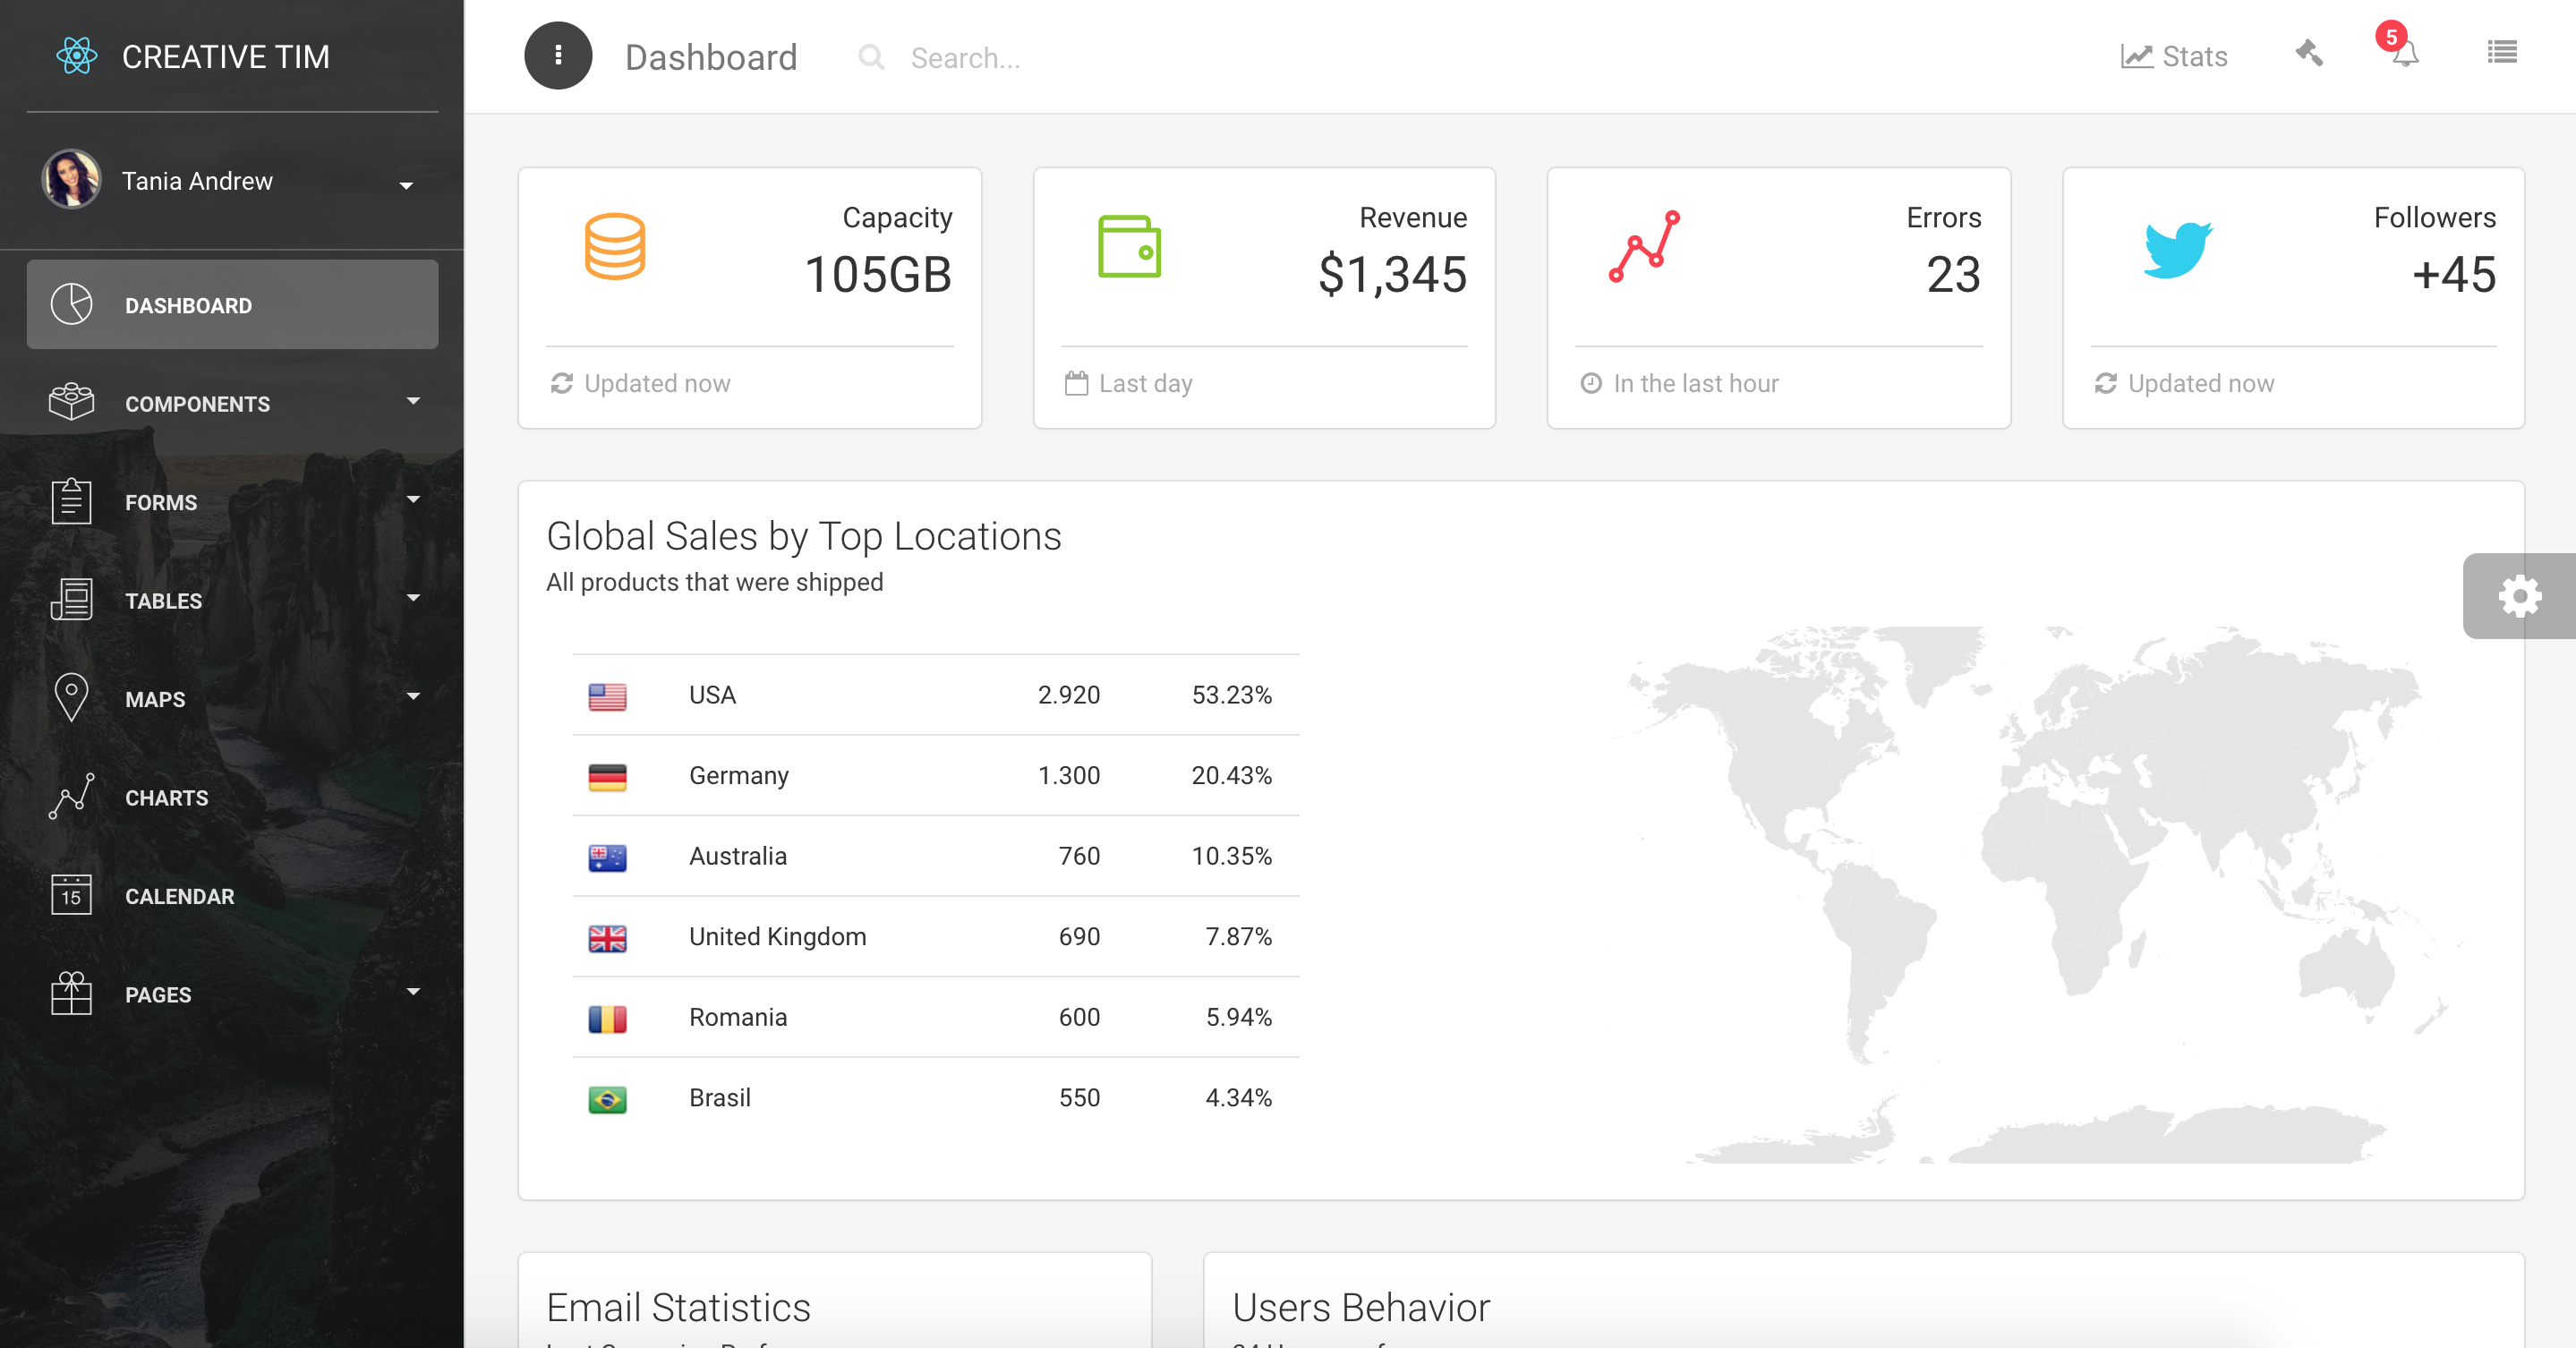 CREATIVE TIM
Tania Andrew
DASHBOARD
COMPONENTS
FORMS
TABLES
MAPS
CHARTS
15
CALENDAR
PAGES
Dashboard
Search...
Stats
5
Capacity
105GB
Updated now
Revenue
$1,345
Last day
Errors
23
In the last hour
Followers
+45
Updated now
Global Sales by Top Locations
All products that were shipped
USA 2.920 53.23%
Germany 1.300 20.43%
Australia 760 10.35%
United Kingdom 690 7.87%
Romania 600 5.94%
Brasil 550 4.34%
Email Statistics
Users Behavior